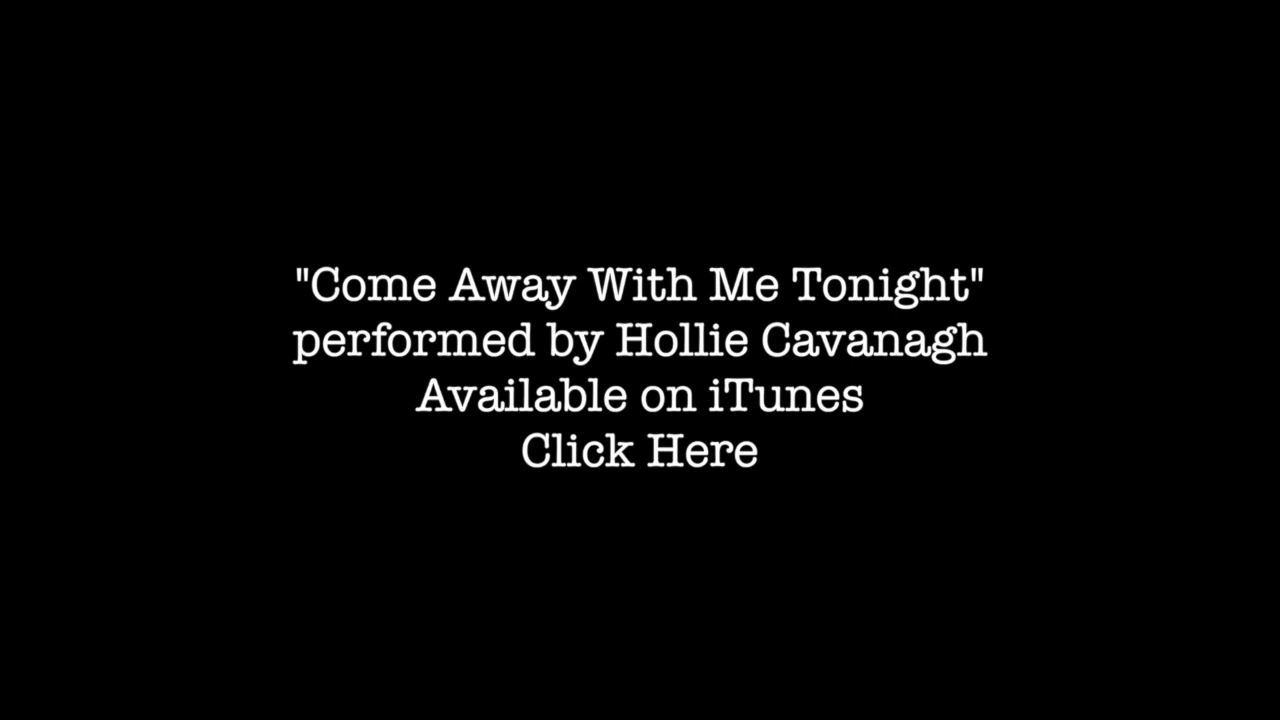 "Come Away With Me Tonight"
performed by Hollie Cavanagh
Available on iTunes
Click Here